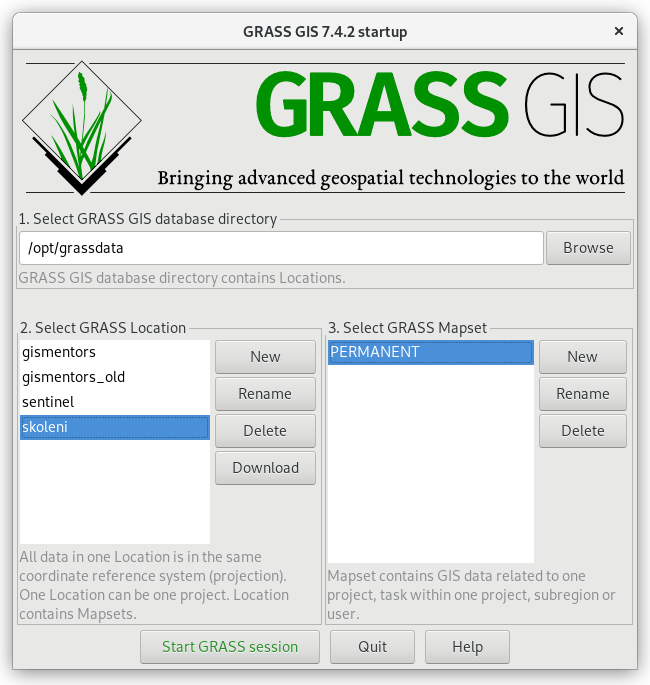 GRASS GIS 7.4.2 startup
×
GRASS GIS
Bringing advanced geospatial technologies to the world
1. Select GRASS GIS database directory
/opt/grassdata
Browse
GRASS GIS database directory contains Locations.
2. Select GRASS Location
gismentors
gismentors_old
sentinel
skoleni
New
Rename
Delete
Download
All data in one Location is in the same
coordinate reference system (projection).
One Location can be one project. Location
contains Mapsets.
3. Select GRASS Mapset
PERMANENT
New
Rename
Delete
Mapset contains GIS data related to one
project, task within one project, subregion or
user.
Start GRASS session
Quit
Help